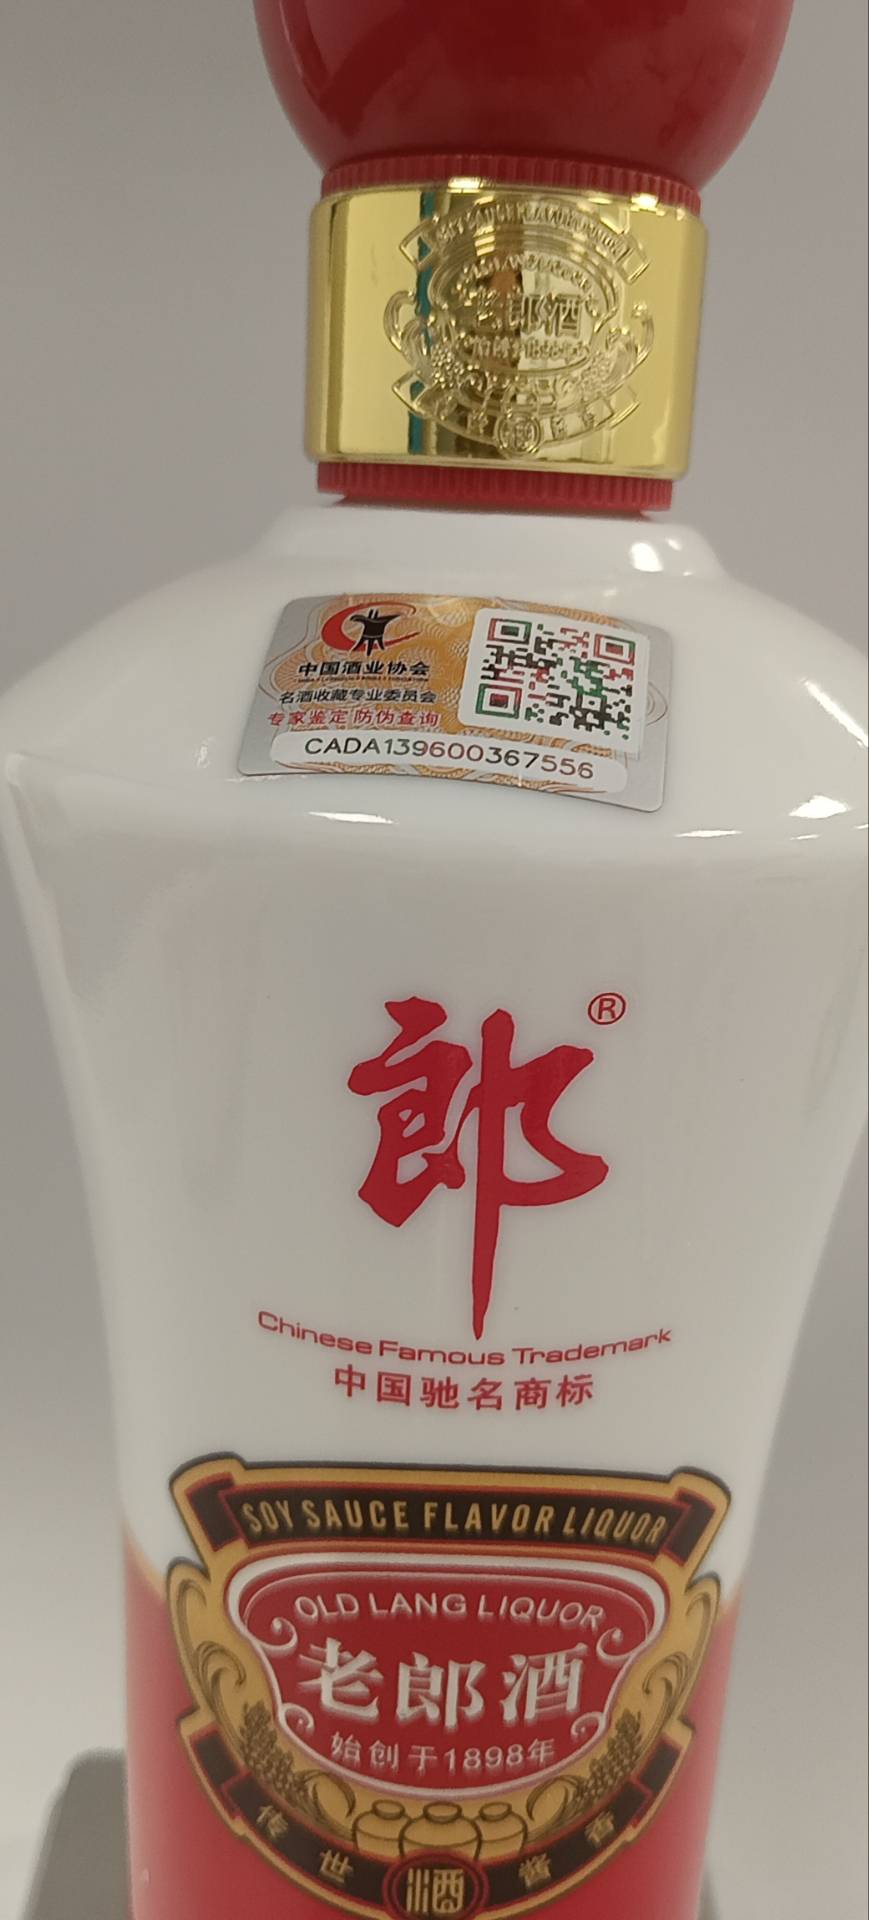 老郎酒
中国酒业协会
名酒收藏专业委员会
专家鉴定 防伪查询
CADA139600367556
郎®
Chinese Famous Trademark
中国驰名商标
SOY SAUCE FLAVOR LIQUOR
OLD LANG LIQUOR
老郎酒
始创于1898年
传世酱香
酒